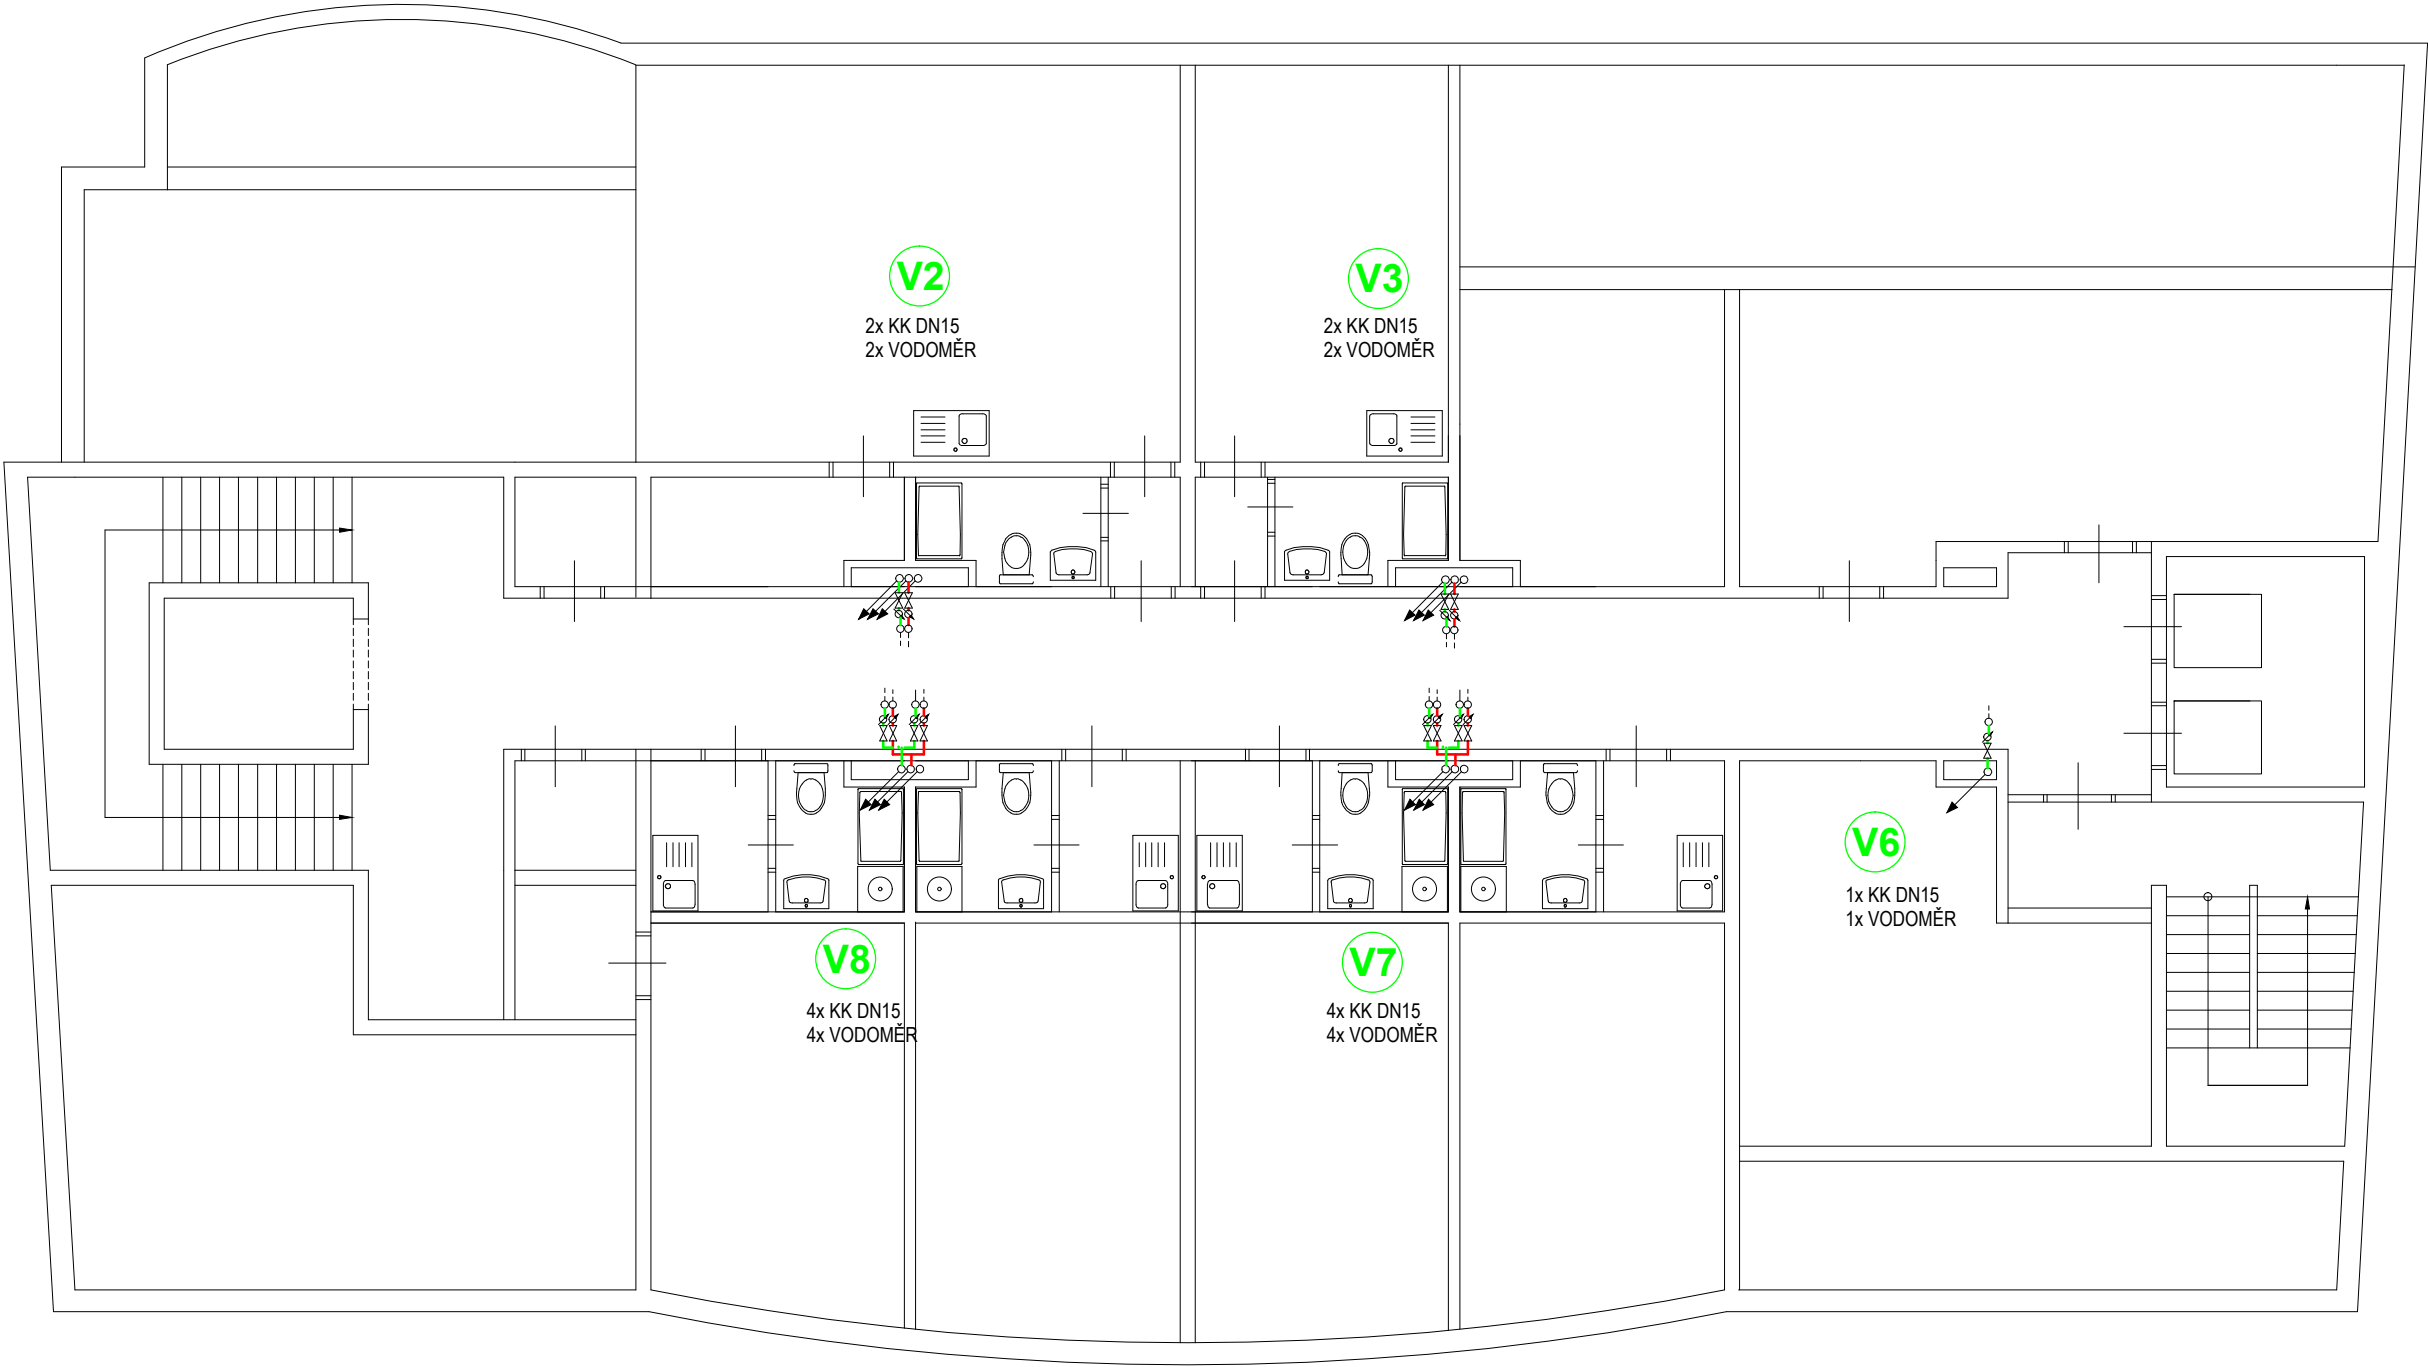 V2
2x KK DN15
2x VODOMĚR
V3
2x KK DN15
2x VODOMĚR
V6
1x KK DN15
1x VODOMĚR
V8
4x KK DN15
4x VODOMĚR
V7
4x KK DN15
4x VODOMĚR